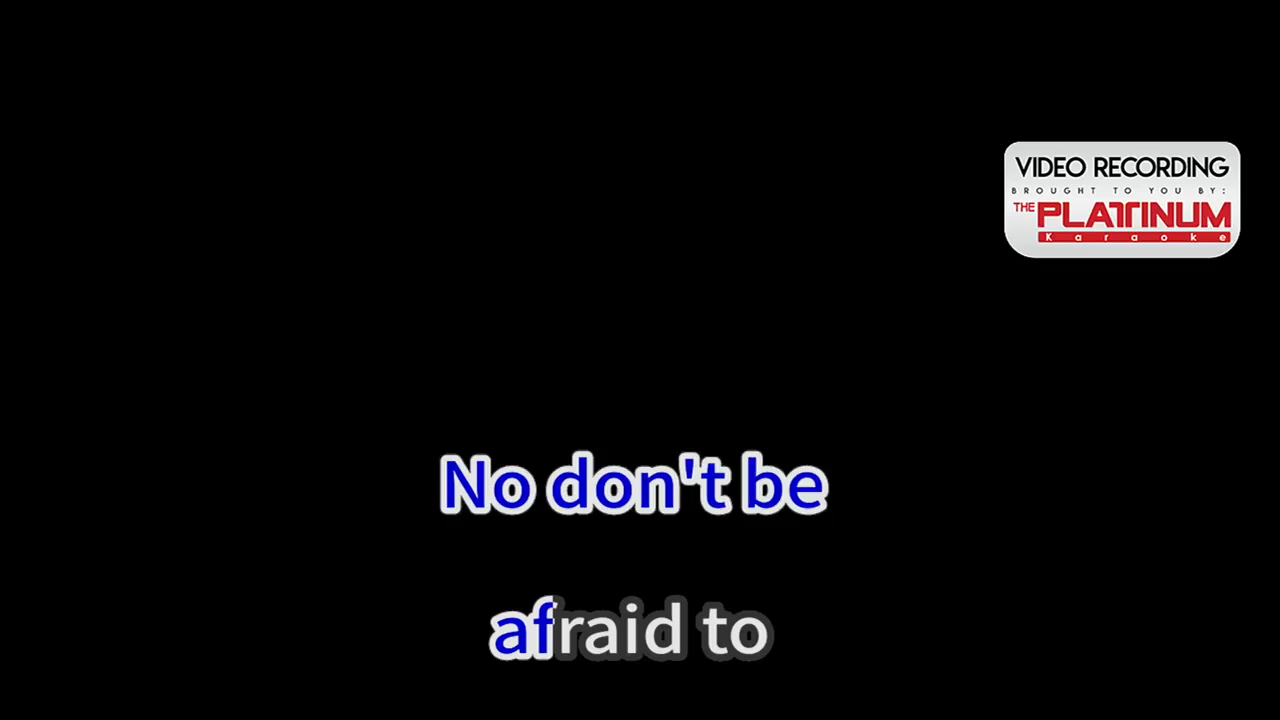 VIDEO RECORDING
BROUGHT TO YOU BY:
THE PLATINUM
Karaoke
No don't be
afraid to